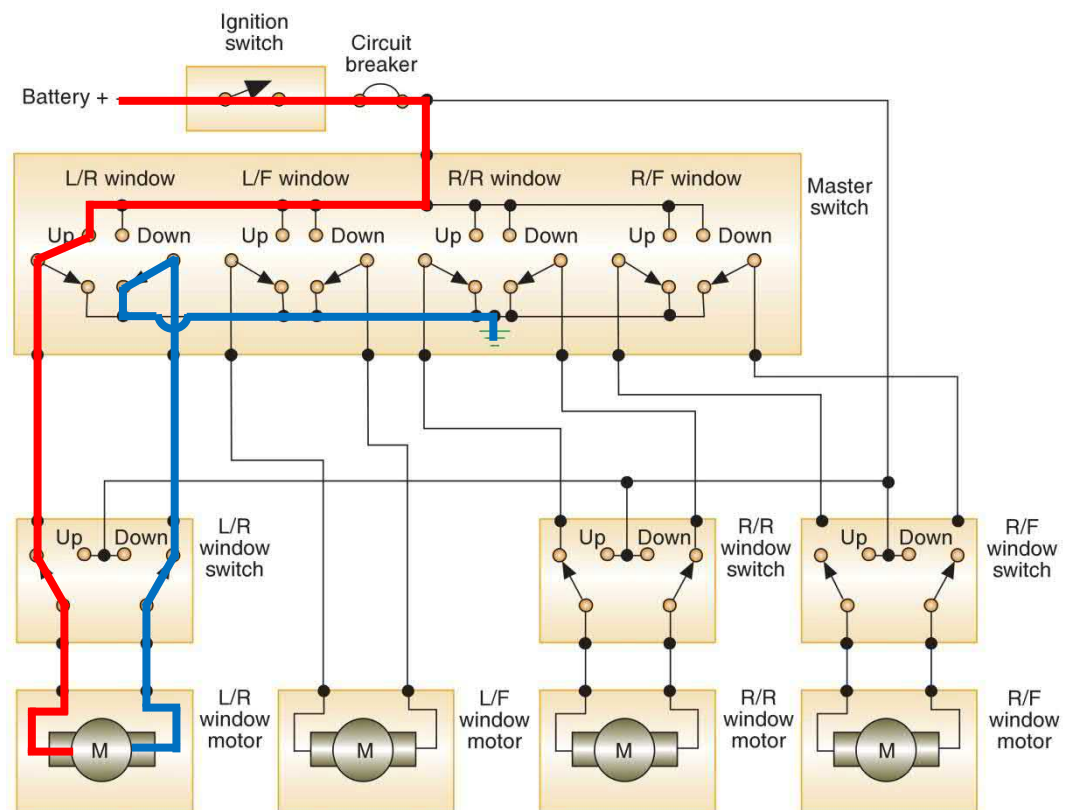 Ignition
switch
Circuit
breaker
Battery +
L/R window
L/F window
R/R window
R/F window
Master
switch
Up
Down
Up
Down
Up
Down
Up
Down
Up
Down
L/R
window
switch
Up
Down
R/R
window
switch
Up
Down
R/F
window
switch
M
L/R
window
motor
M
L/F
window
motor
M
R/R
window
motor
M
R/F
window
motor